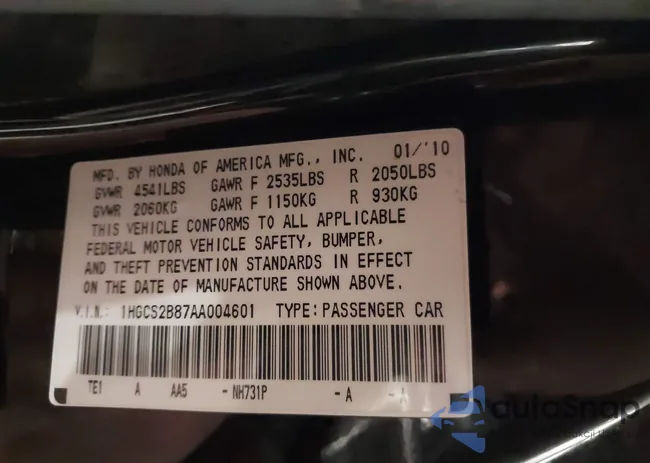 MFD. BY HONDA OF AMERICA MFG., INC. 01/'10
GVWR 4541LBS GAWR F 2535LBS R 2050LBS
GVWR 2060KG GAWR F 1150KG R 930KG
THIS VEHICLE CONFORMS TO ALL APPLICABLE
FEDERAL MOTOR VEHICLE SAFETY, BUMPER,
AND THEFT PREVENTION STANDARDS IN EFFECT
ON THE DATE OF MANUFACTURE SHOWN ABOVE.
V.I.N.: 1HGCS2B87AA004601 TYPE: PASSENGER CAR
TE1 A AA5 - NH731P - A - A
autoSnap